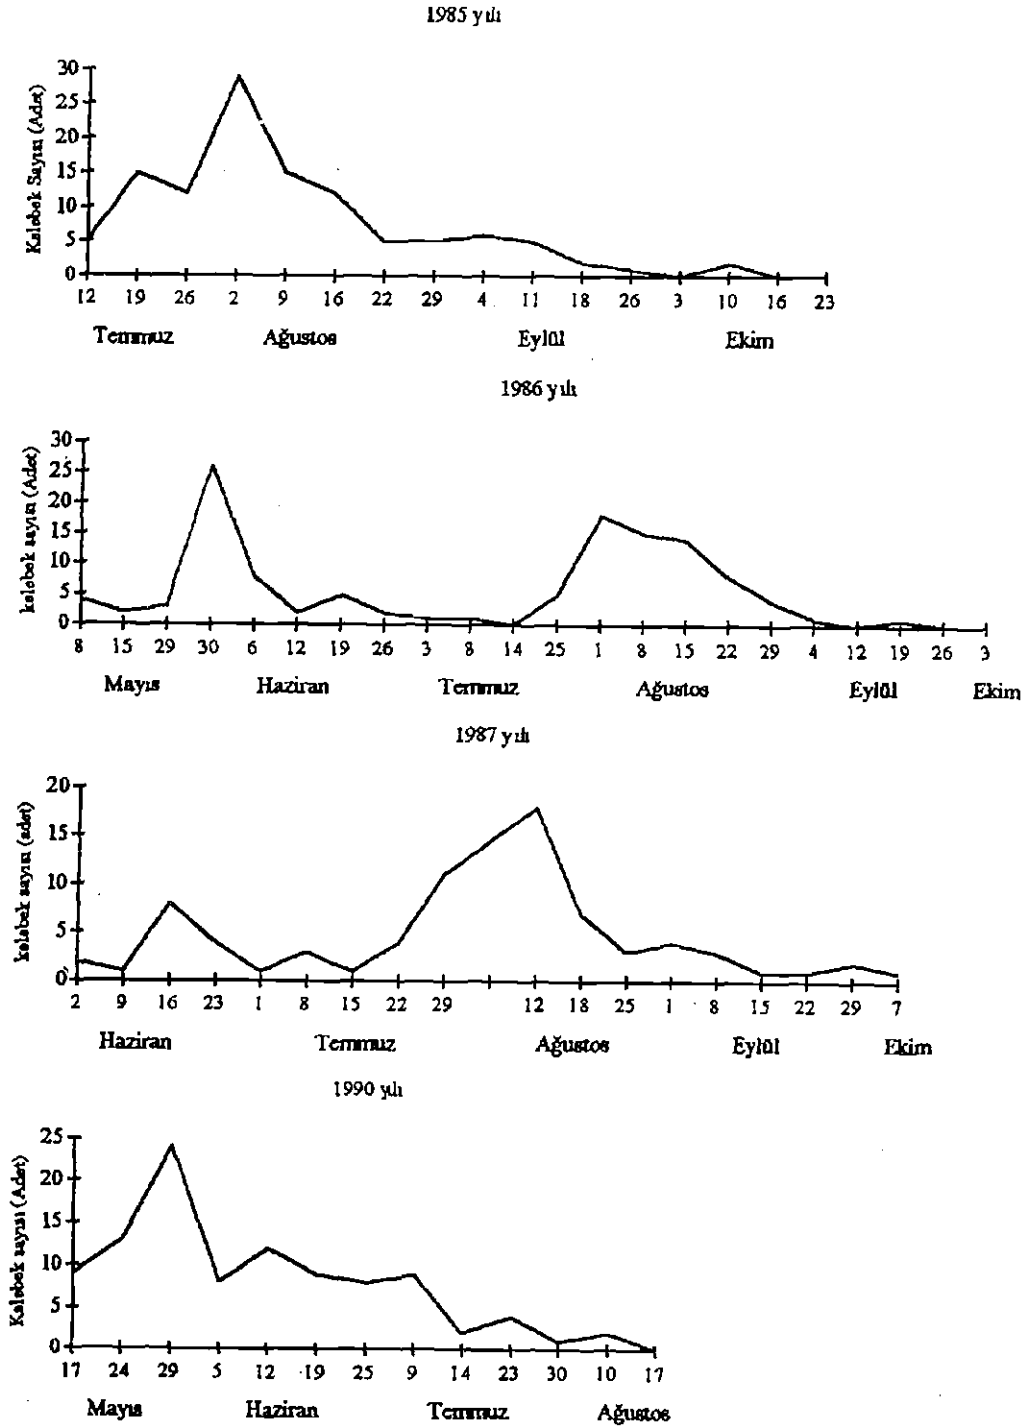 1985 yılı
Kelebek Sayısı (Adet)
30
25
20
15
10
5
0
12 19 26 2 9 16 22 29 4 11 18 26 3 10 16 23
Temmuz Ağustos Eylül Ekim
1986 yılı
kelebek sayısı (Adet)
30
25
20
15
10
5
0
8 15 29 30 6 12 19 26 3 8 14 25 1 8 15 22 29 4 12 19 26 3
Mayıs Haziran Temmuz Ağustos Eylül Ekim
1987 yılı
kelebek sayısı (adet)
20
15
10
5
0
2 9 16 23 1 8 15 22 29 12 18 25 1 8 15 22 29 7
Haziran Temmuz Ağustos Eylül Ekim
1990 yılı
Kelebek sayısı (Adet)
25
20
15
10
5
0
17 24 29 5 12 19 25 9 14 23 30 10 17
Mayıs Haziran Temmuz Ağustos